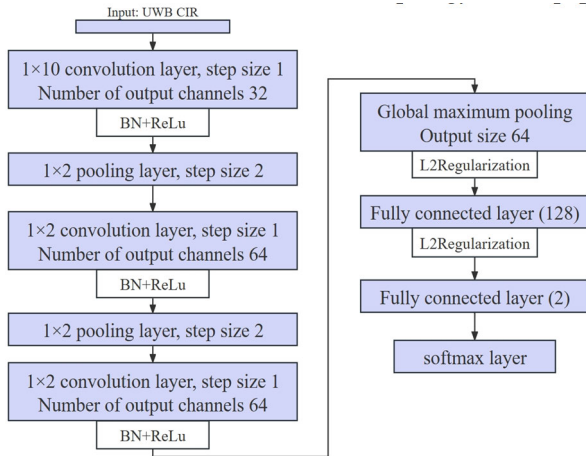 Input: UWB CIR
1×10 convolution layer, step size 1
Number of output channels 32
BN+ReLu
1×2 pooling layer, step size 2
1×2 convolution layer, step size 1
Number of output channels 64
BN+ReLu
1×2 pooling layer, step size 2
1×2 convolution layer, step size 1
Number of output channels 64
BN+ReLu
Global maximum pooling
Output size 64
L2Regularization
Fully connected layer (128)
L2Regularization
Fully connected layer (2)
softmax layer